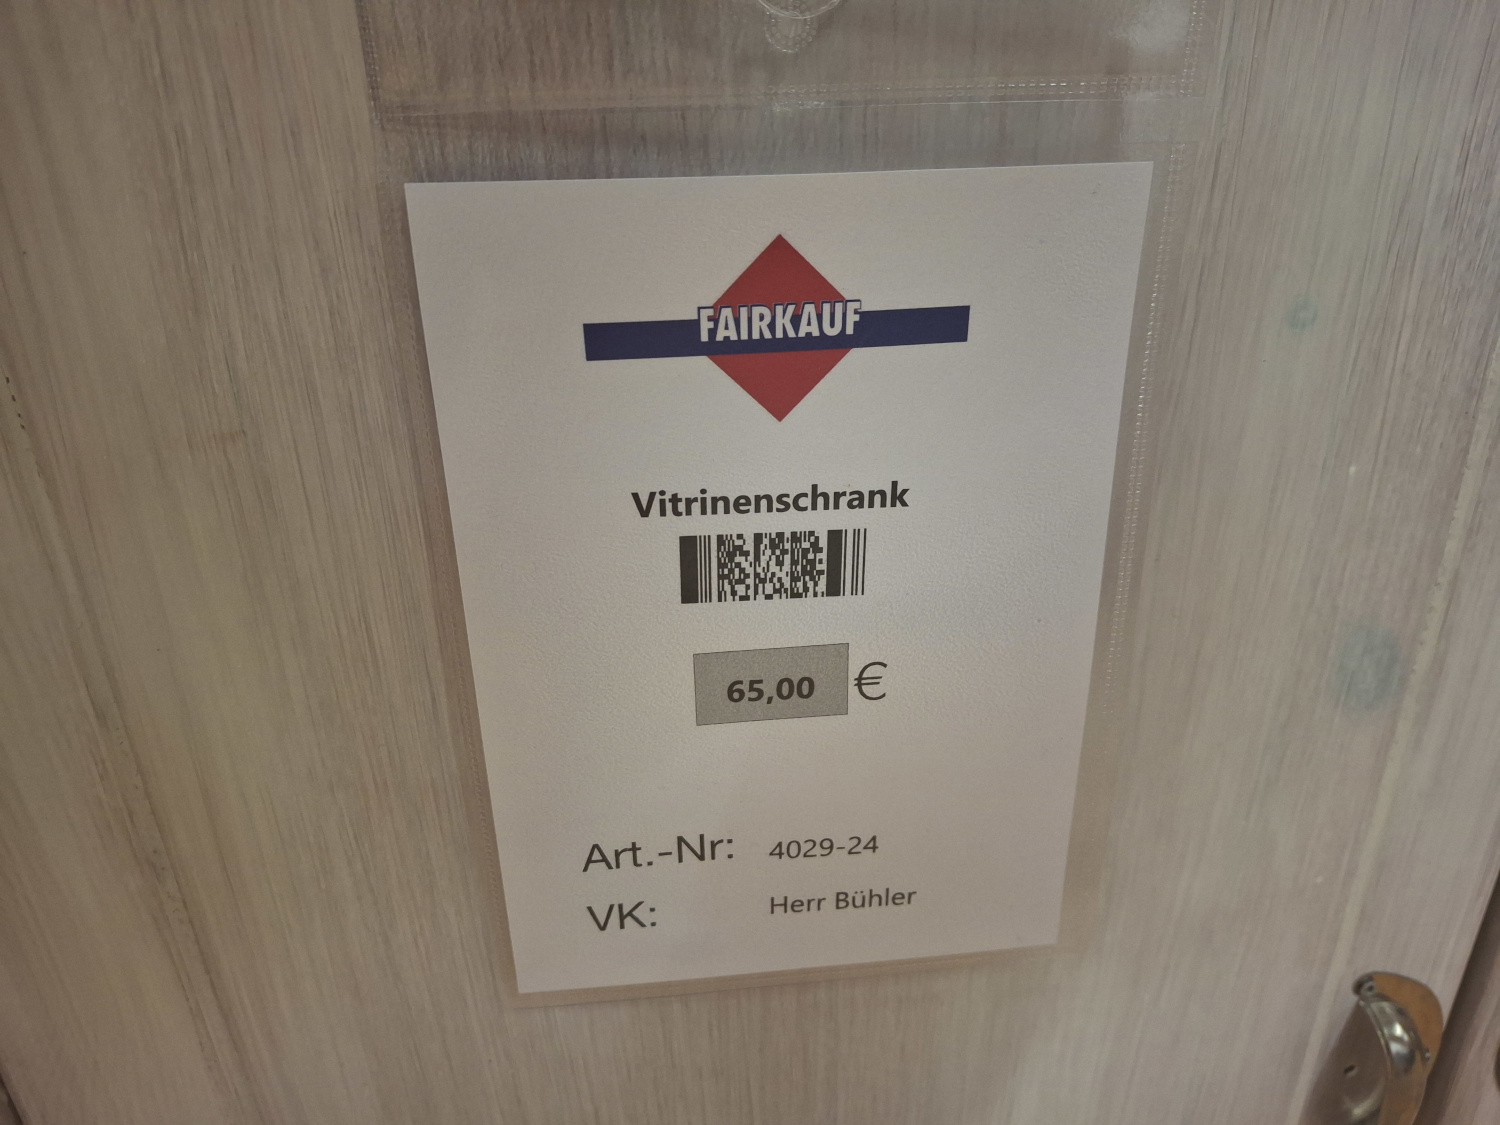 FAIRKAUF
Vitrinenschrank
65,00 €
Art.-Nr: 4029-24
VK: Herr Bühler